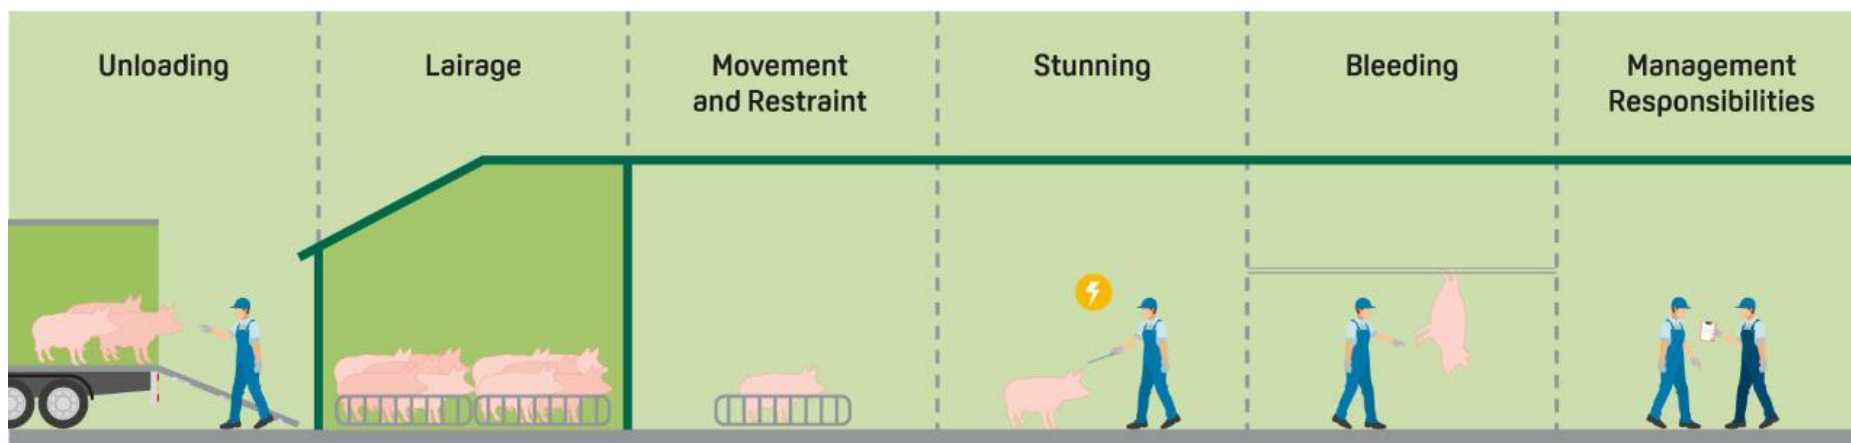 Unloading
Lairage
Movement
and Restraint
Stunning
Bleeding
Management
Responsibilities